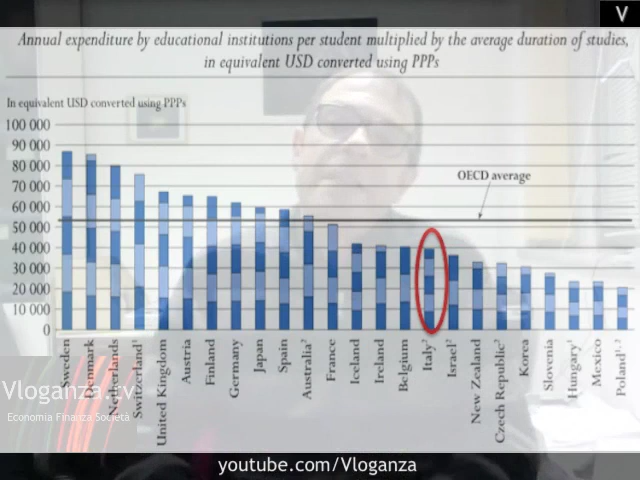 V
Annual expenditure by educational institutions per student multiplied by the average duration of studies,
in equivalent USD converted using PPPs
In equivalent USD converted using PPPs
100 000
90 000
80 000
70 000
60 000
50 000
40 000
30 000
20 000
10 000
0
OECD average
Sweden
Denmark
Netherlands
Switzerland¹
United Kingdom
Austria
Finland
Germany
Japan
Spain
Australia²
France
Iceland
Ireland
Belgium
Italy²
Israel²
New Zealand
Czech Republic²
Korea
Slovenia
Hungary¹
Mexico
Poland¹,²
Vloganza.tv
Economia Finanza Società
youtube.com/Vloganza